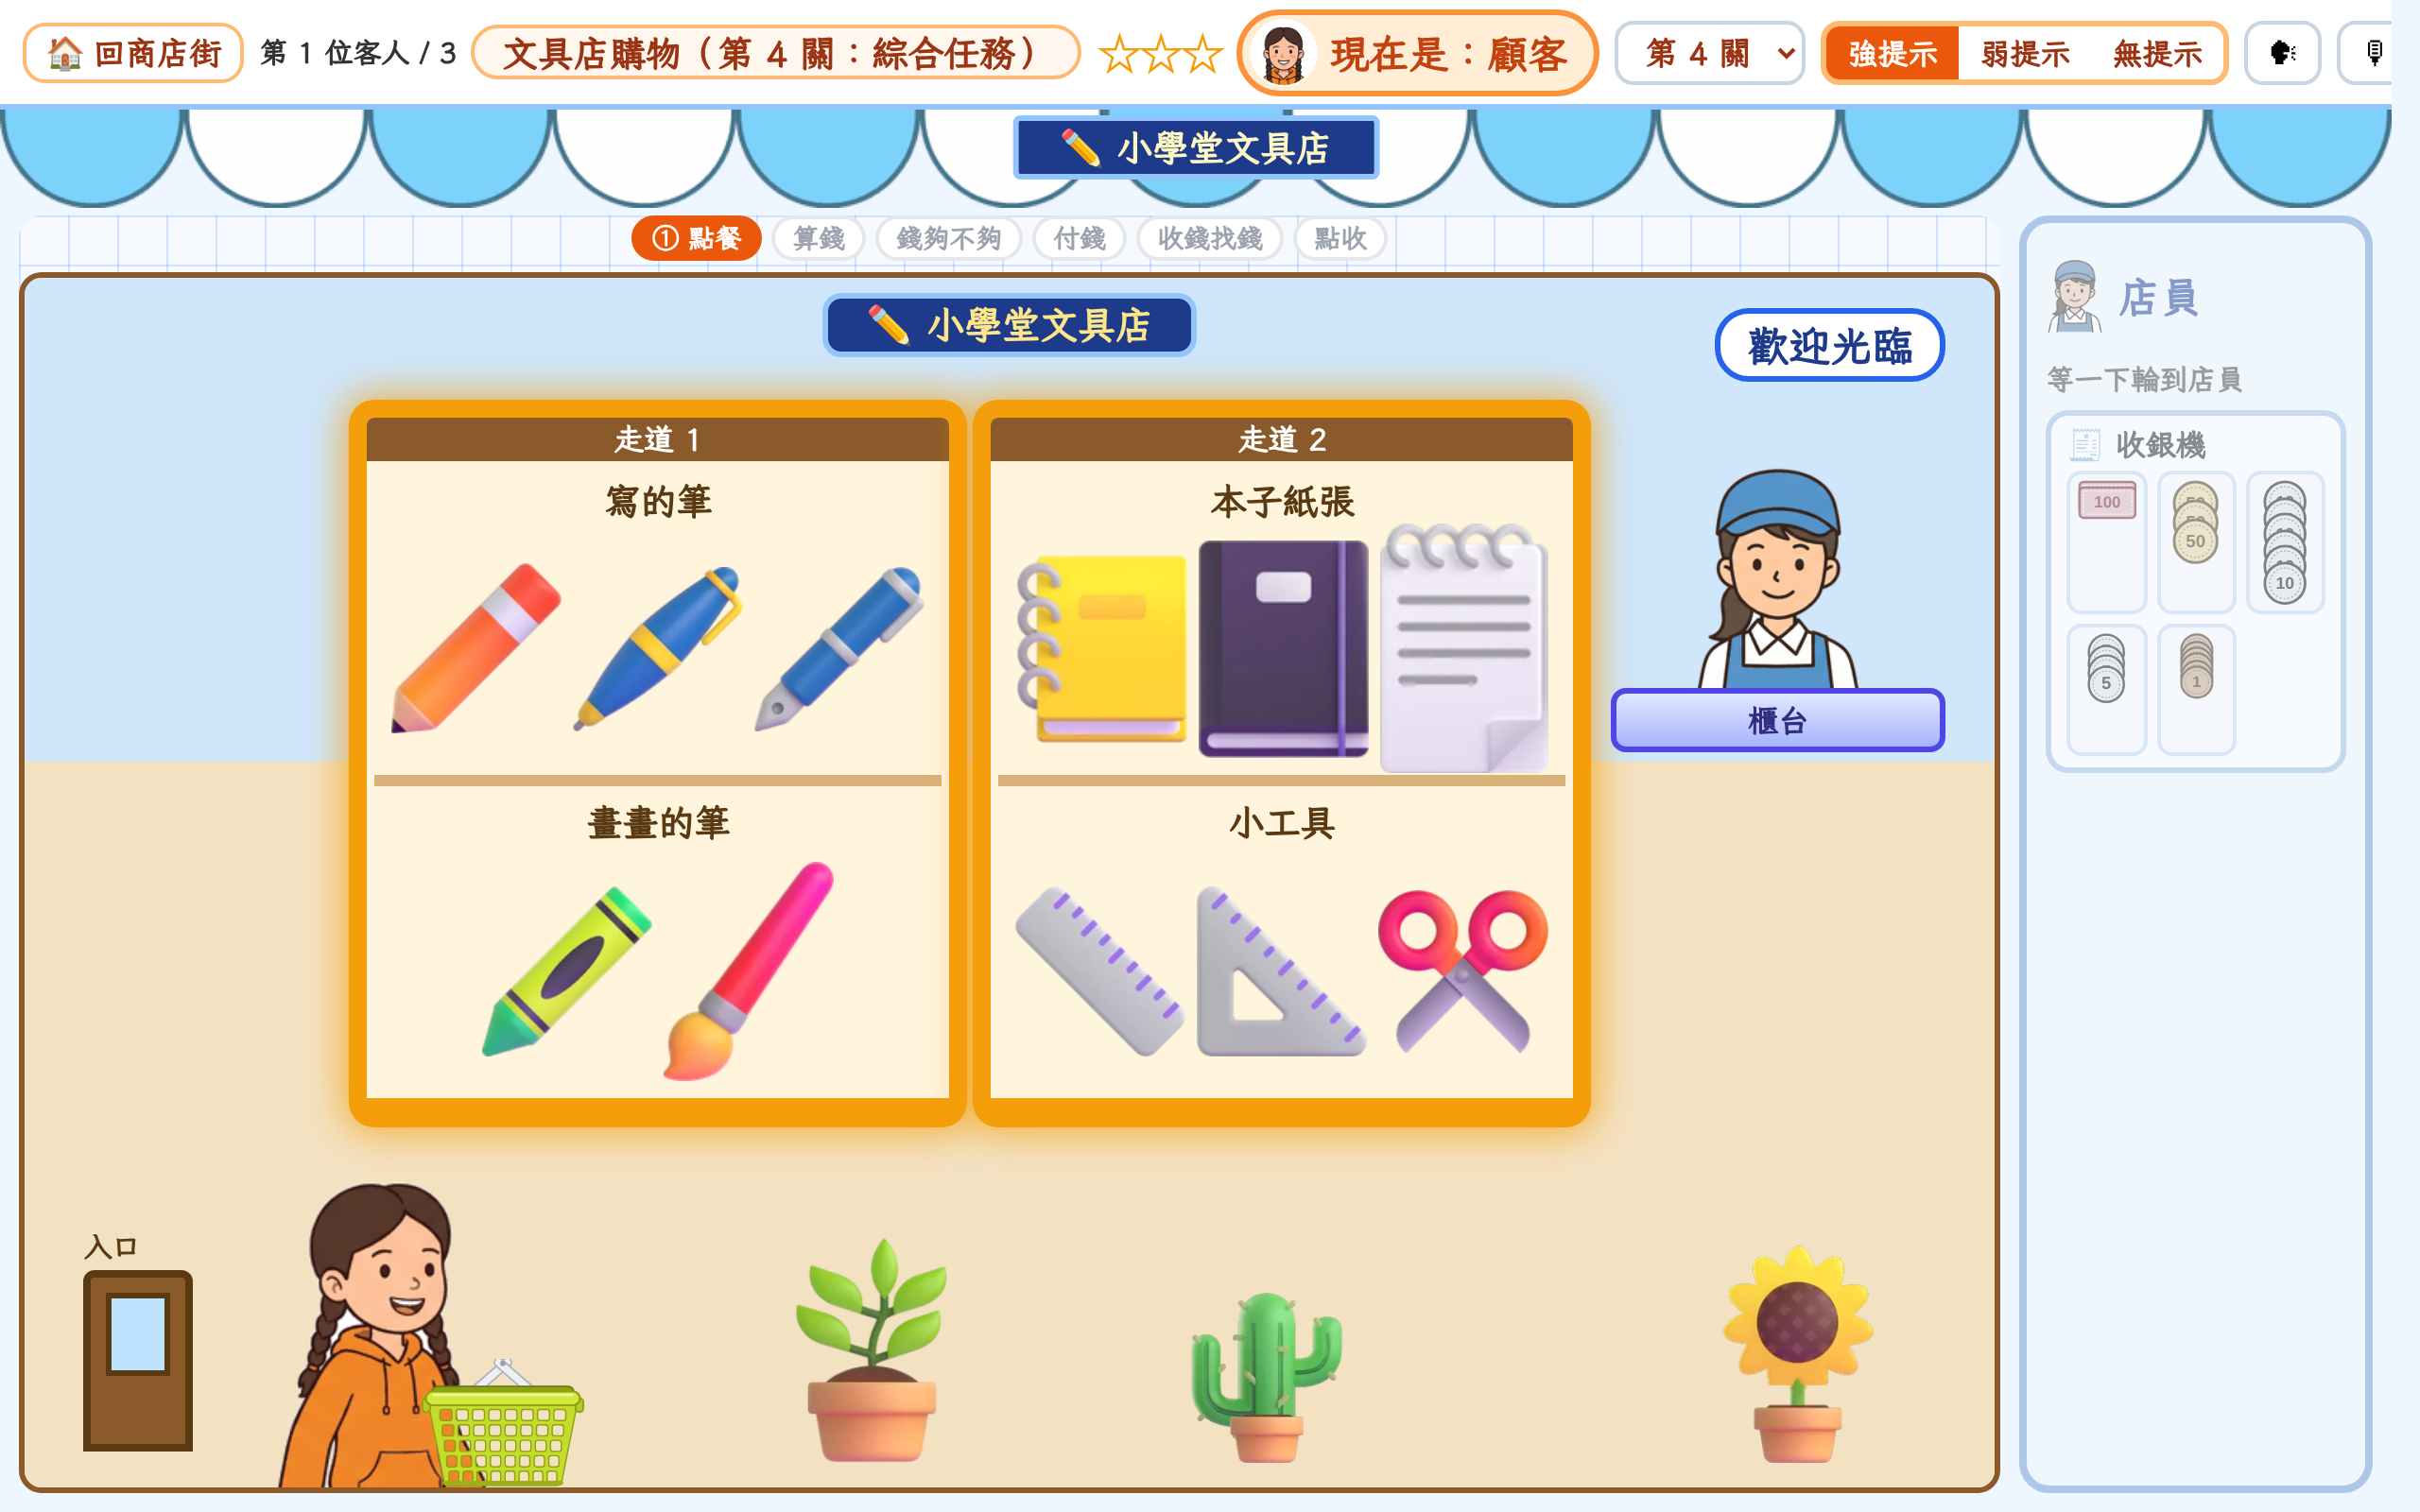 回商店街
第 1 位客人 / 3
文具店購物（第 4 關：綜合任務）
現在是：顧客
第 4 關
強提示 弱提示 無提示
小學堂文具店
① 點餐 算錢 錢夠不夠 付錢 收錢找錢 點收
小學堂文具店
歡迎光臨
店員
等一下輪到店員
收銀機
100
50
10
5
1
走道 1
走道 2
寫的筆
本子紙張
櫃台
畫畫的筆
小工具
入口